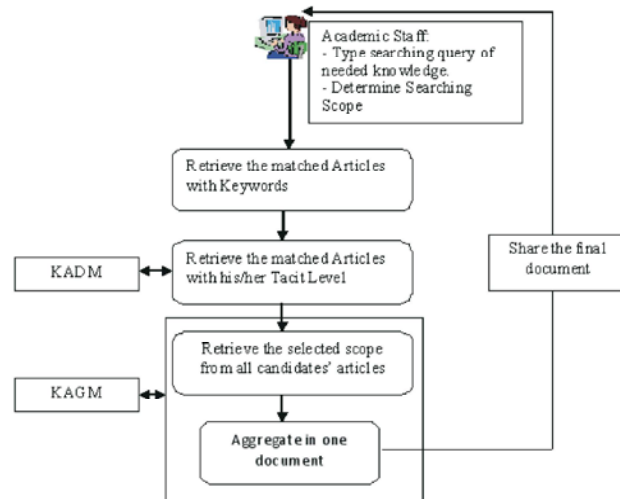 Academic Staff:
- Type searching query of
needed knowledge.
- Determine Searching
Scope
Retrieve the matched Articles
with Keywords
KADM
Retrieve the matched Articles
with his/her Tacit Level
Share the final
document
KAGM
Retrieve the selected scope
from all candidates' articles
Aggregate in one
document